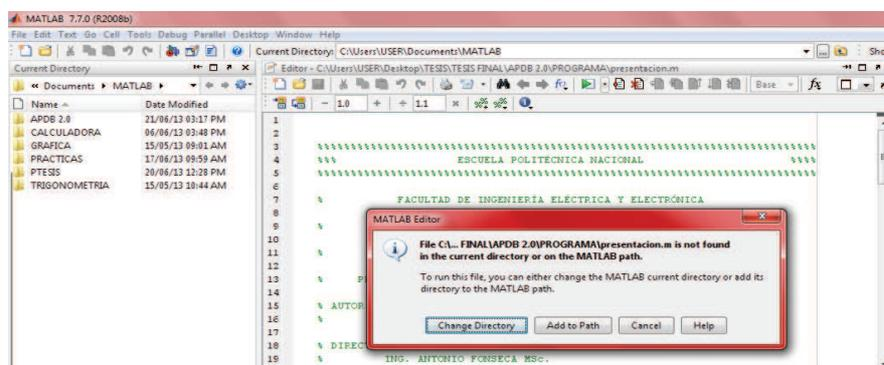 MATLAB 7.7.0 (R2008b)
File Edit Text Go Cell Tools Debug Parallel Desktop Window Help
Current Directory: C:\Users\USER\Documents\MATLAB
Sho
Current Directory
Editor - C:\Users\USER\Desktop\TESIS\TESIS FINAL\APDB 2.0\PROGRAMA\presentacion.m
« Documents ▸ MATLAB ▸
Base
fx
Name
Date Modified
- 1.0 + ÷ 1.1 ×
APDB 2.0 21/06/13 03:17 PM
CALCULADORA 06/06/13 03:48 PM
GRAFICA 15/05/13 09:01 AM
PRACTICAS 17/06/13 09:59 AM
PTESIS 20/06/13 12:28 PM
TRIGONOMETRIA 15/05/13 10:44 AM
1
2
3
4 %%% ESCUELA POLITÉCNICA NACIONAL %%%%
5
6
7 % FACULTAD DE INGENIERÍA ELÉCTRICA Y ELECTRÓNICA
8
9 %
10
11 %
12
13 %
14
15 % AUTOR
16 %
17
18 % DIREC
19 % ING. ANTONIO FONSECA MSc.
MATLAB Editor
File C:\... FINAL\APDB 2.0\PROGRAMA\presentacion.m is not found
in the current directory or on the MATLAB path.
To run this file, you can either change the MATLAB current directory or add its
directory to the MATLAB path.
Change Directory
Add to Path
Cancel
Help